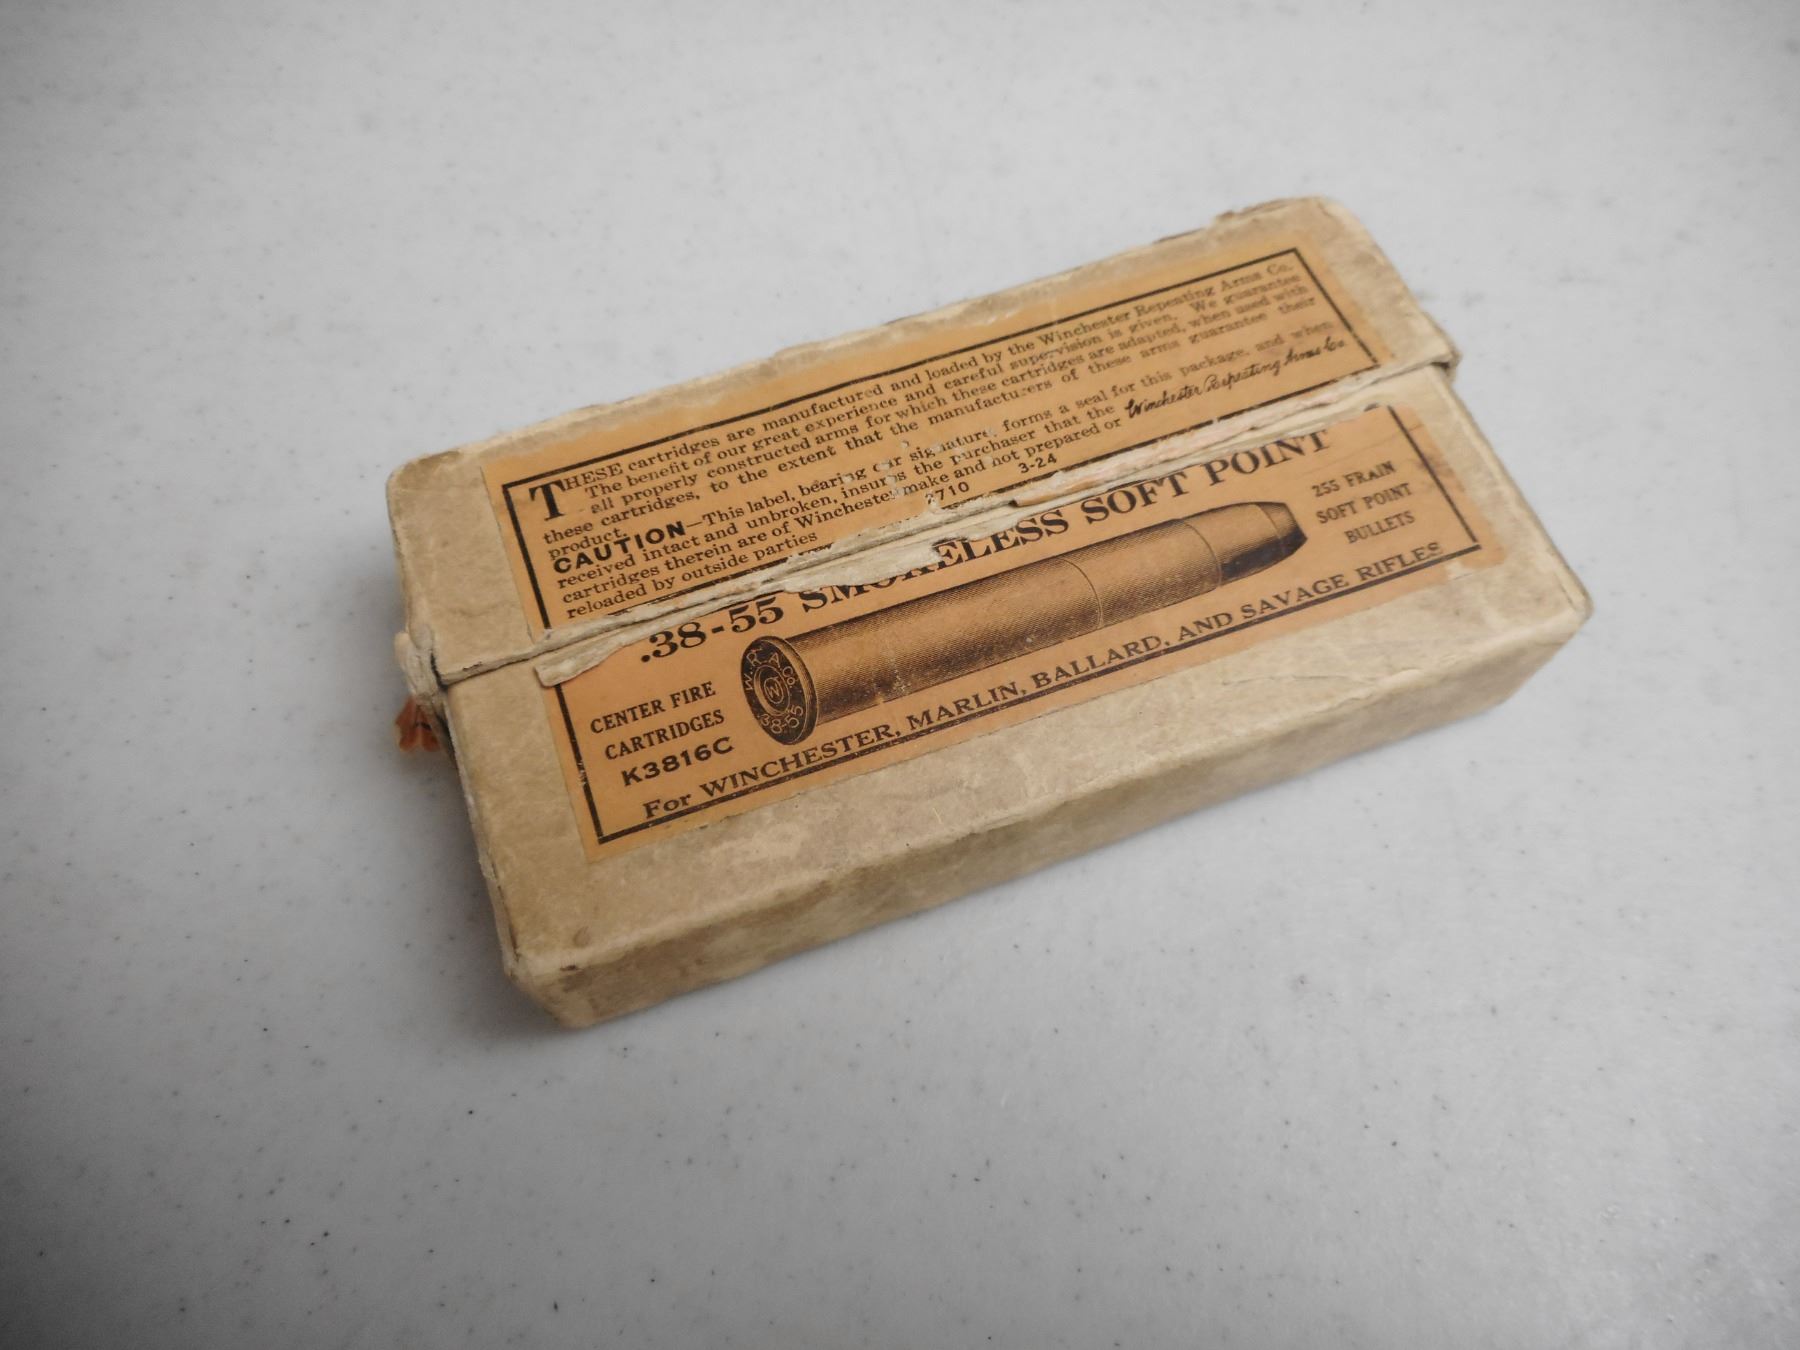 THESE cartridges are manufactured and loaded by the Winchester Repeating Arms Co.
The benefit of our great experience and careful supervision is given. We guarantee
all properly constructed arms for which these cartridges are adapted, when used with
these cartridges, to the extent that the manufacturers of these arms guarantee their
product.
CAUTION—This label, bearing our signature, forms a seal for this package, and when
received intact and unbroken, insures the purchaser that the
cartridges therein are of Winchester make and not prepared or
reloaded by outside parties
Winchester Repeating Arms Co.
2710 3-24
.38-55 SMOKELESS SOFT POINT
CENTER FIRE
CARTRIDGES
K3816C
W.R.A.Co.
W
38-55
255 FRAIN
SOFT POINT
BULLETS
For WINCHESTER, MARLIN, BALLARD, AND SAVAGE RIFLES